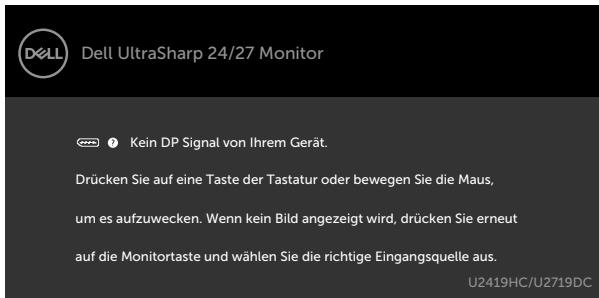 DELL Dell UltraSharp 24/27 Monitor
? Kein DP Signal von Ihrem Gerät.
Drücken Sie auf eine Taste der Tastatur oder bewegen Sie die Maus,
um es aufzuwecken. Wenn kein Bild angezeigt wird, drücken Sie erneut
auf die Monitortaste und wählen Sie die richtige Eingangsquelle aus.
U2419HC/U2719DC